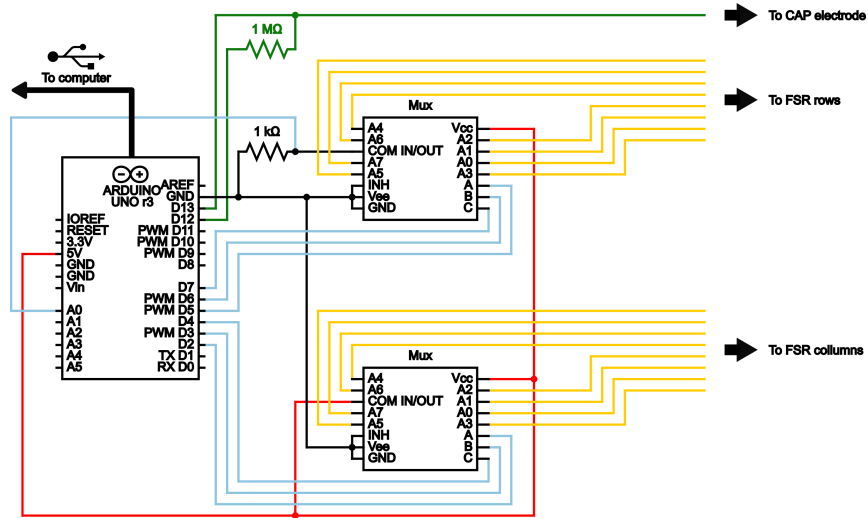 To CAP electrode
1 MΩ
To computer
To FSR rows
Mux
1 kΩ
A4
A6
COM IN/OUT
A7
A5
INH
Vee
GND
Vcc
A2
A1
A0
A3
A
B
C
ARDUINO
UNO r3
IOREF
RESET
3.3V
5V
GND
GND
Vin
A0
A1
A2
A3
A4
A5
AREF
GND
D13
D12
PWM D11
PWM D10
PWM D9
D8
D7
PWM D6
PWM D5
D4
PWM D3
D2
TX D1
RX D0
To FSR collumns
Mux
A4
A6
COM IN/OUT
A7
A5
INH
Vee
GND
Vcc
A2
A1
A0
A3
A
B
C